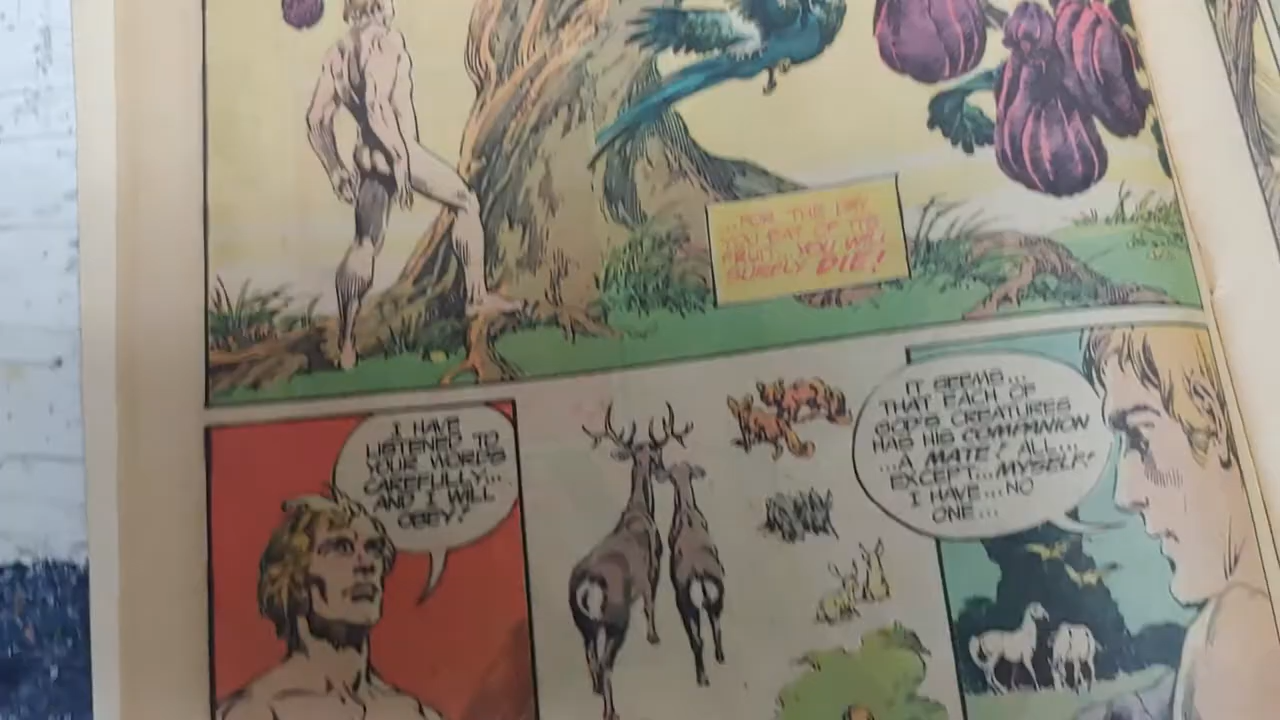 ...FOR THE DAY
YOU EAT OF ITS
FRUIT... YOU WILL
SURELY DIE!
I HAVE
LISTENED TO
YOUR WORDS
CAREFULLY...
AND I WILL
OBEY!
IT SEEMS...
THAT EACH OF
GOD'S CREATURES
HAS HIS COMPANION
...A MATE! ALL...
EXCEPT...MYSELF!
I HAVE...NO
ONE...